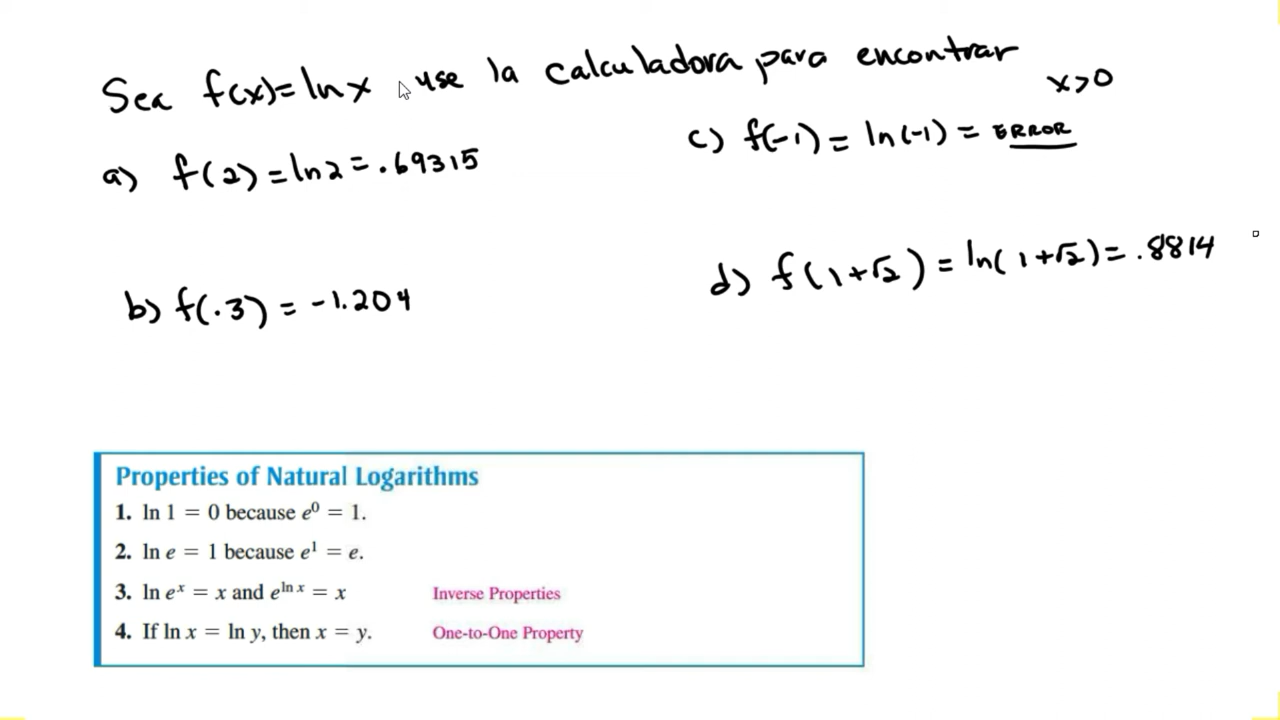 Sea f(x)= ln x use la calculadora para encontrar
x>0
a) f(2) = ln 2 = .69315
b) f(.3) = -1.204
c) f(-1) = ln(-1) = ERROR
d) f(1+√2) = ln(1+√2) = .8814
Properties of Natural Logarithms
1. ln 1 = 0 because e⁰ = 1.
2. ln e = 1 because e¹ = e.
3. ln eˣ = x and e^(ln x) = x Inverse Properties
4. If ln x = ln y, then x = y. One-to-One Property